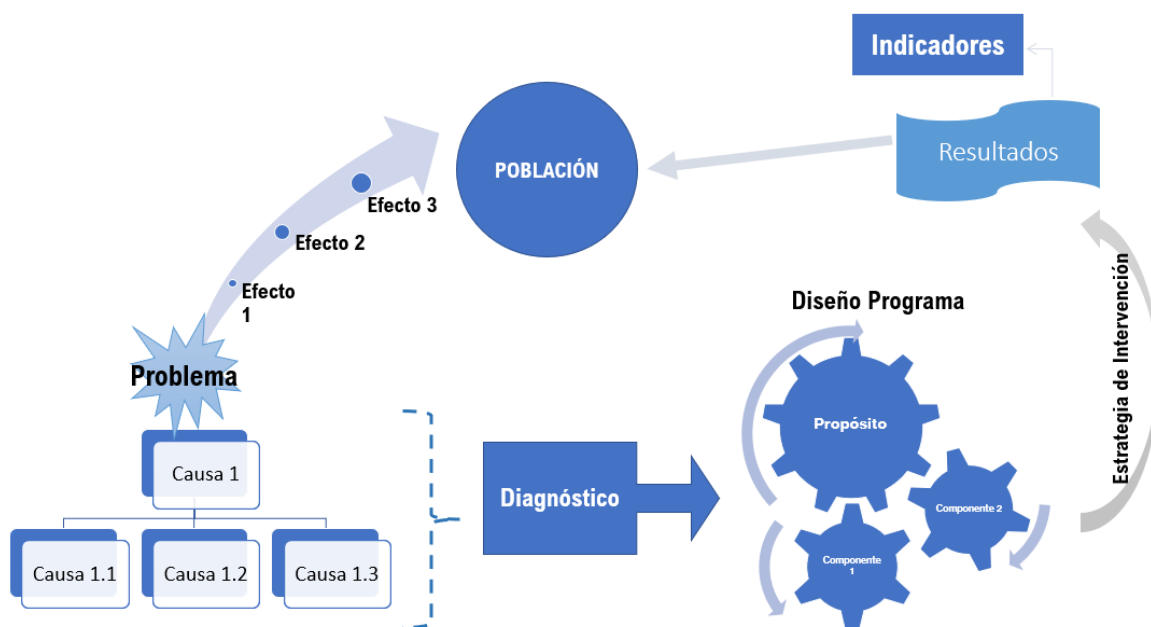 Indicadores
Resultados
POBLACIÓN
Efecto 3
Efecto 2
Efecto
1
Problema
Causa 1
Causa 1.1
Causa 1.2
Causa 1.3
Diagnóstico
Diseño Programa
Propósito
Componente 2
Componente
1
Estrategia de Intervención